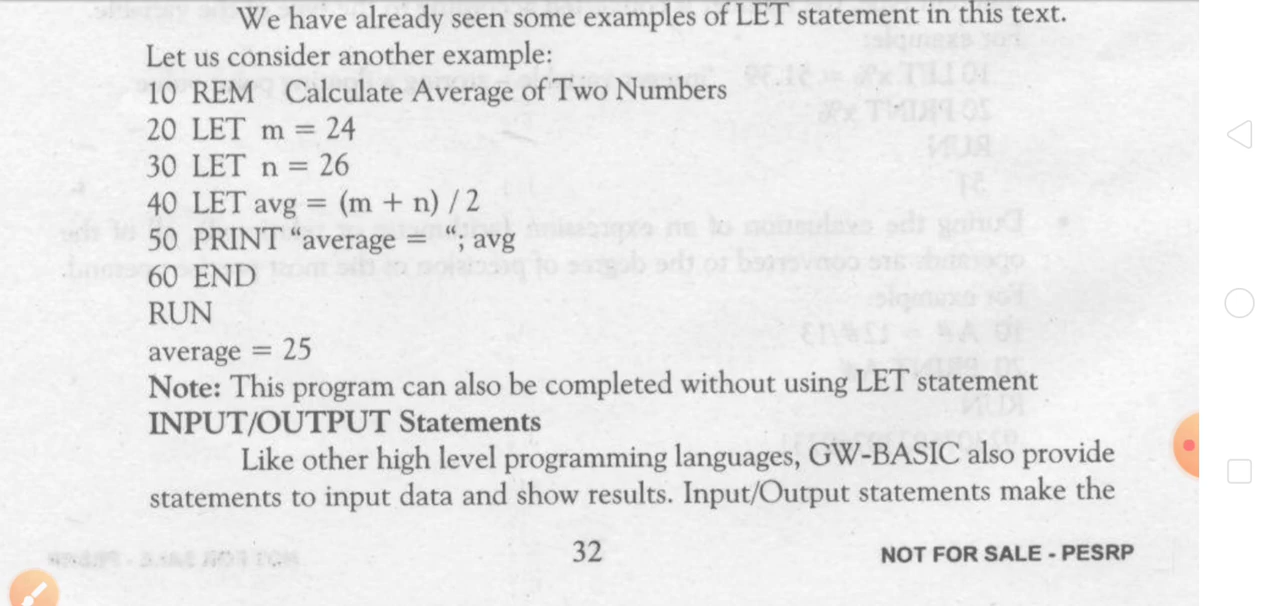 We have already seen some examples of LET statement in this text.
Let us consider another example:
10 REM Calculate Average of Two Numbers
20 LET m = 24
30 LET n = 26
40 LET avg = (m + n) / 2
50 PRINT “average = “; avg
60 END
RUN
average = 25
Note: This program can also be completed without using LET statement
INPUT/OUTPUT Statements
Like other high level programming languages, GW-BASIC also provide
statements to input data and show results. Input/Output statements make the
32
NOT FOR SALE - PESRP